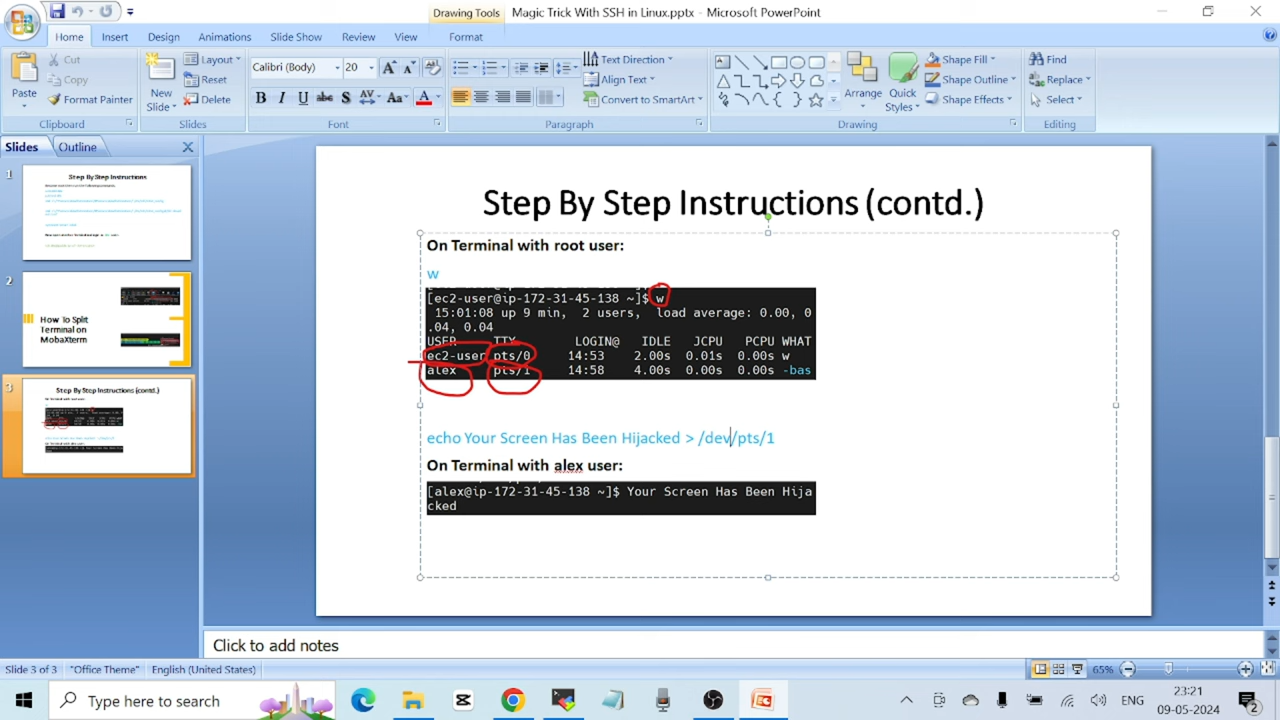 Drawing Tools
Magic Trick With SSH in Linux.pptx - Microsoft PowerPoint
Home Insert Design Animations Slide Show Review View Format
Paste
Cut
Copy
Format Painter
Clipboard
New Slide
Layout
Reset
Delete
Slides
Calibri (Body) 20
B I U abc S AV Aa A
Font
Text Direction
Align Text
Convert to SmartArt
Paragraph
Arrange
Quick Styles
Shape Fill
Shape Outline
Shape Effects
Drawing
Find
Replace
Select
Editing
Slides Outline
1
Step By Step Instructions
2
How To Split
Terminal on
MobaXterm
3
Step By Step Instructions (contd.)
Step By Step Instructions (contd.)
On Terminal with root user:
w
[ec2-user@ip-172-31-45-138 ~]$ w
15:01:08 up 9 min, 2 users, load average: 0.00, 0
.04, 0.04
USER TTY LOGIN@ IDLE JCPU PCPU WHAT
ec2-user pts/0 14:53 2.00s 0.01s 0.00s w
alex pts/1 14:58 4.00s 0.00s 0.00s -bas
echo Your Screen Has Been Hijacked > /dev/pts/1
On Terminal with alex user:
[alex@ip-172-31-45-138 ~]$ Your Screen Has Been Hija
cked
Click to add notes
Slide 3 of 3 "Office Theme" English (United States) 65%
Type here to search
ENG
23:21
09-05-2024
2